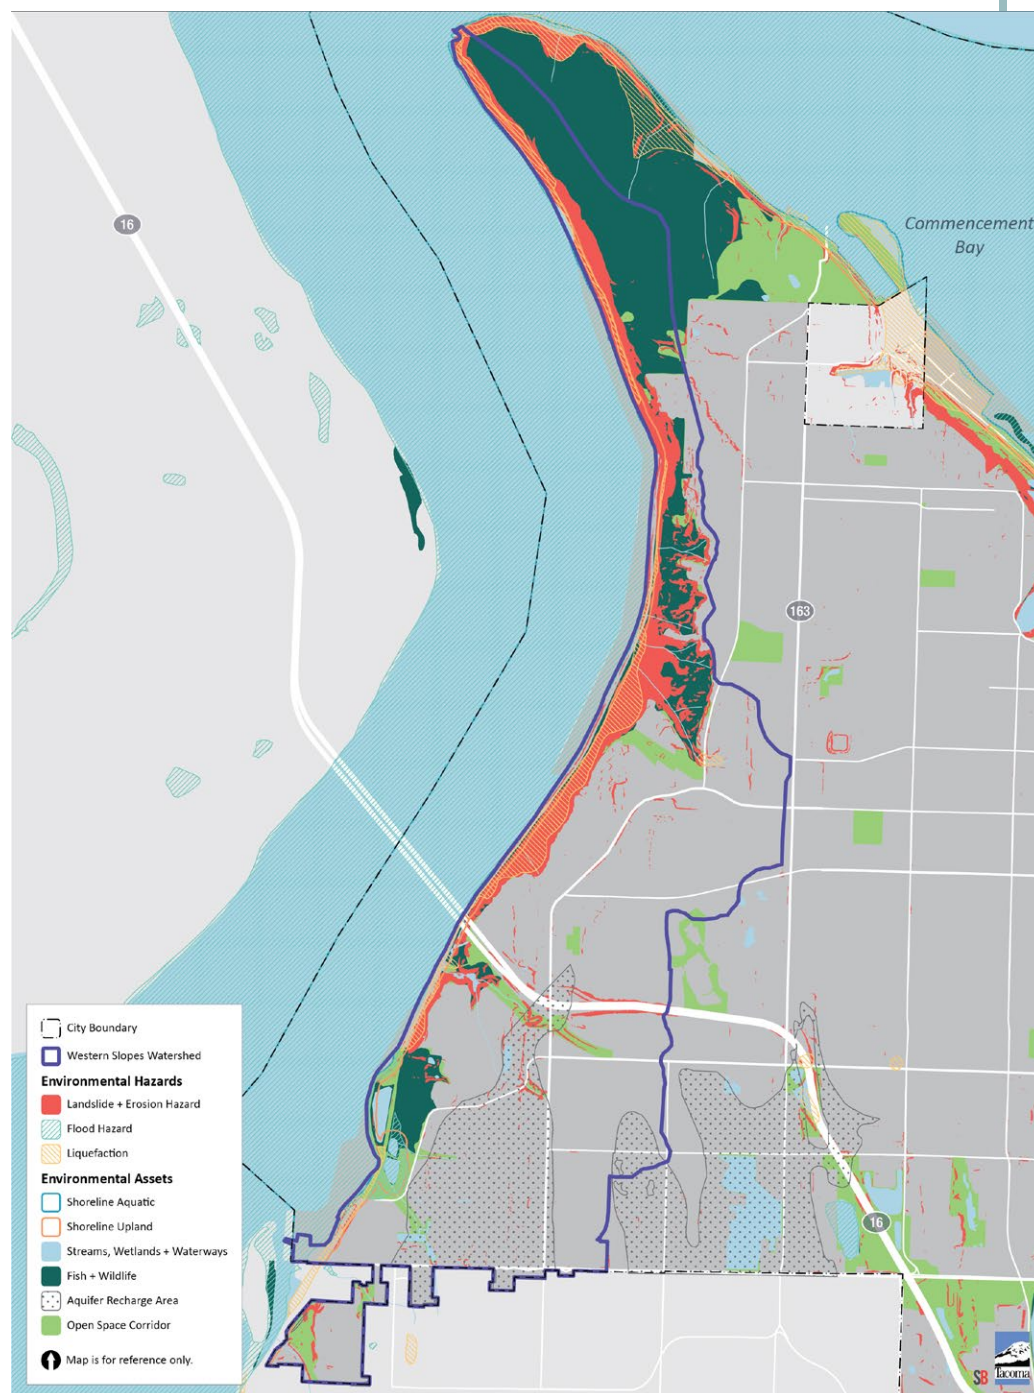 16
Commencement
Bay
163
16
City Boundary
Western Slopes Watershed
Environmental Hazards
Landslide + Erosion Hazard
Flood Hazard
Liquefaction
Environmental Assets
Shoreline Aquatic
Shoreline Upland
Streams, Wetlands + Waterways
Fish + Wildlife
Aquifer Recharge Area
Open Space Corridor
Map is for reference only.
SB
Tacoma